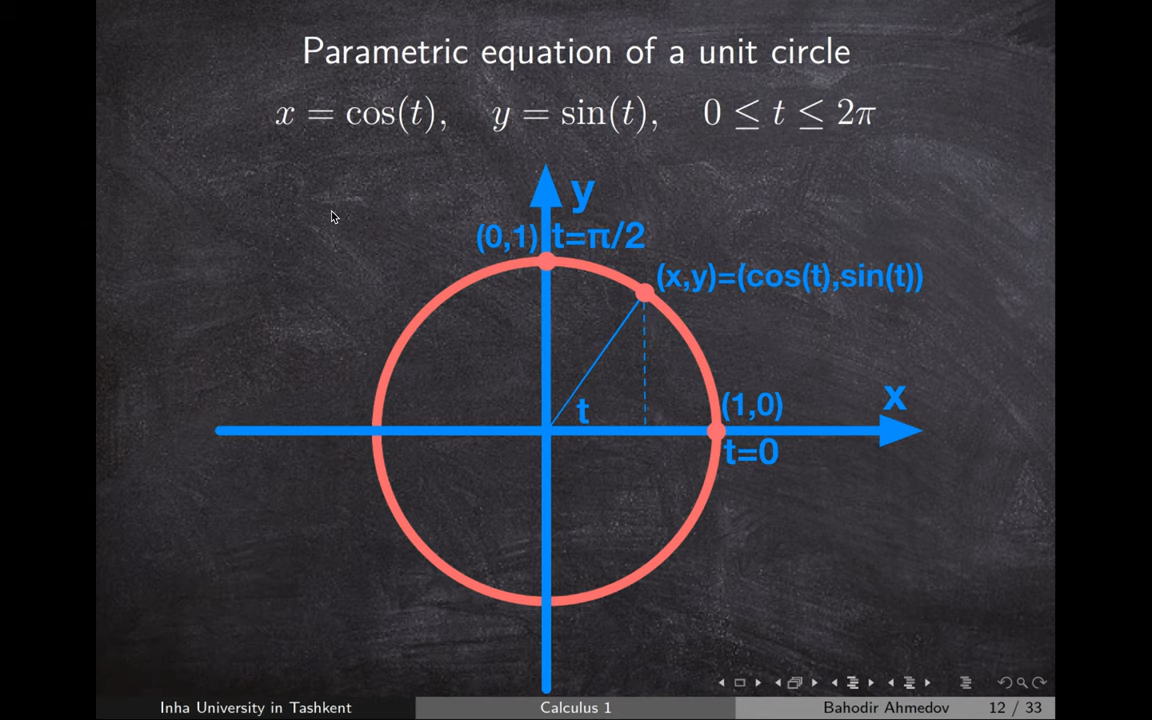 Parametric equation of a unit circle
x = cos(t), y = sin(t), 0 ≤ t ≤ 2π
y
(0,1) t=π/2
(x,y)=(cos(t),sin(t))
t
(1,0)
x
t=0
Inha University in Tashkent Calculus 1 Bahodir Ahmedov 12 / 33